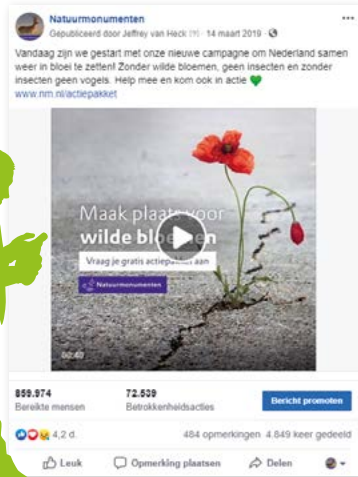 Natuurmonumenten
Gepubliceerd door Jeffrey van Heck [?] · 14 maart 2019 ·
Vandaag zijn we gestart met onze nieuwe campagne om Nederland samen
weer in bloei te zetten! Zonder wilde bloemen, geen insecten en zonder
insecten geen vogels. Help mee en kom ook in actie 💚
www.nm.nl/actiepakket
Maak plaats voor
wilde bloemen
Vraag je gratis actiepakket aan
Natuurmonumenten
00:40
859.974
72.539
Bereikte mensen
Betrokkenheidsacties
Bericht promoten
4,2 d.
484 opmerkingen 4.849 keer gedeeld
Leuk
Opmerking plaatsen
Delen